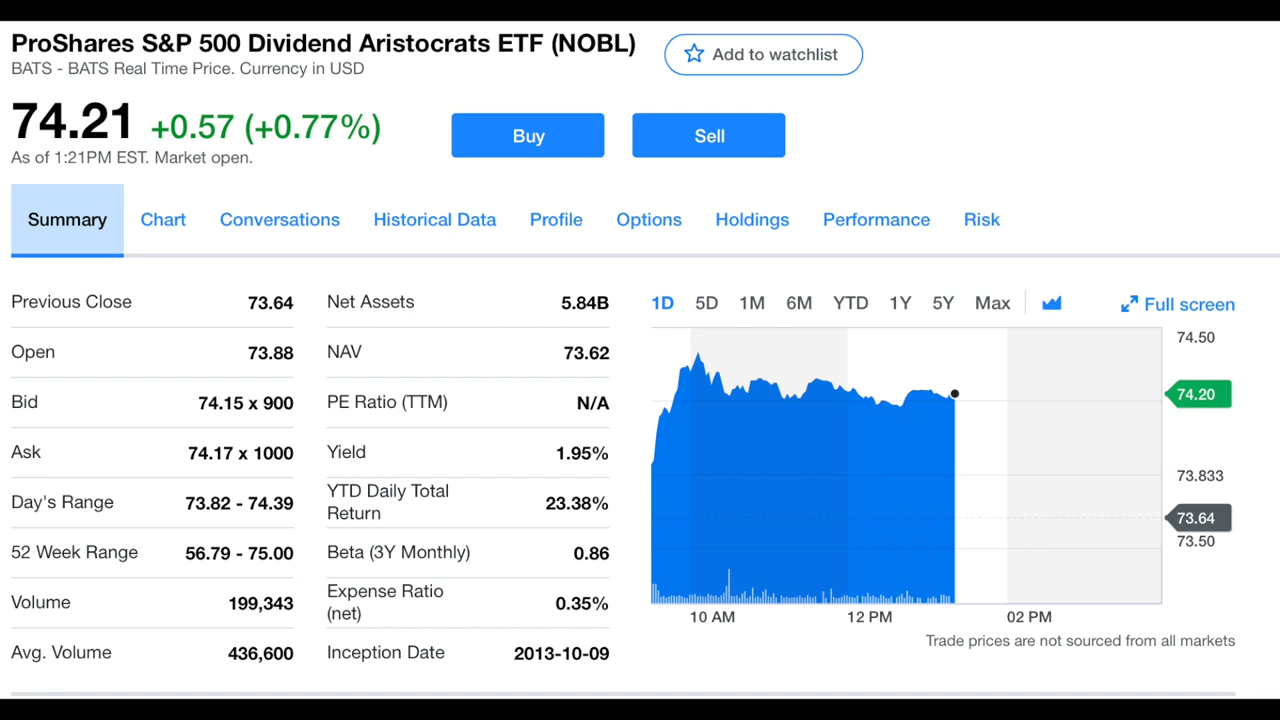 ProShares S&P 500 Dividend Aristocrats ETF (NOBL)
Add to watchlist
BATS - BATS Real Time Price. Currency in USD
74.21 +0.57 (+0.77%)
Buy
Sell
As of 1:21PM EST. Market open.
Summary Chart Conversations Historical Data Profile Options Holdings Performance Risk
Previous Close 73.64
Open 73.88
Bid 74.15 x 900
Ask 74.17 x 1000
Day's Range 73.82 - 74.39
52 Week Range 56.79 - 75.00
Volume 199,343
Avg. Volume 436,600
Net Assets 5.84B
NAV 73.62
PE Ratio (TTM) N/A
Yield 1.95%
YTD Daily Total
Return 23.38%
Beta (3Y Monthly) 0.86
Expense Ratio
(net) 0.35%
Inception Date 2013-10-09
1D 5D 1M 6M YTD 1Y 5Y Max
Full screen
74.50
74.20
73.833
73.64
73.50
10 AM 12 PM 02 PM
Trade prices are not sourced from all markets